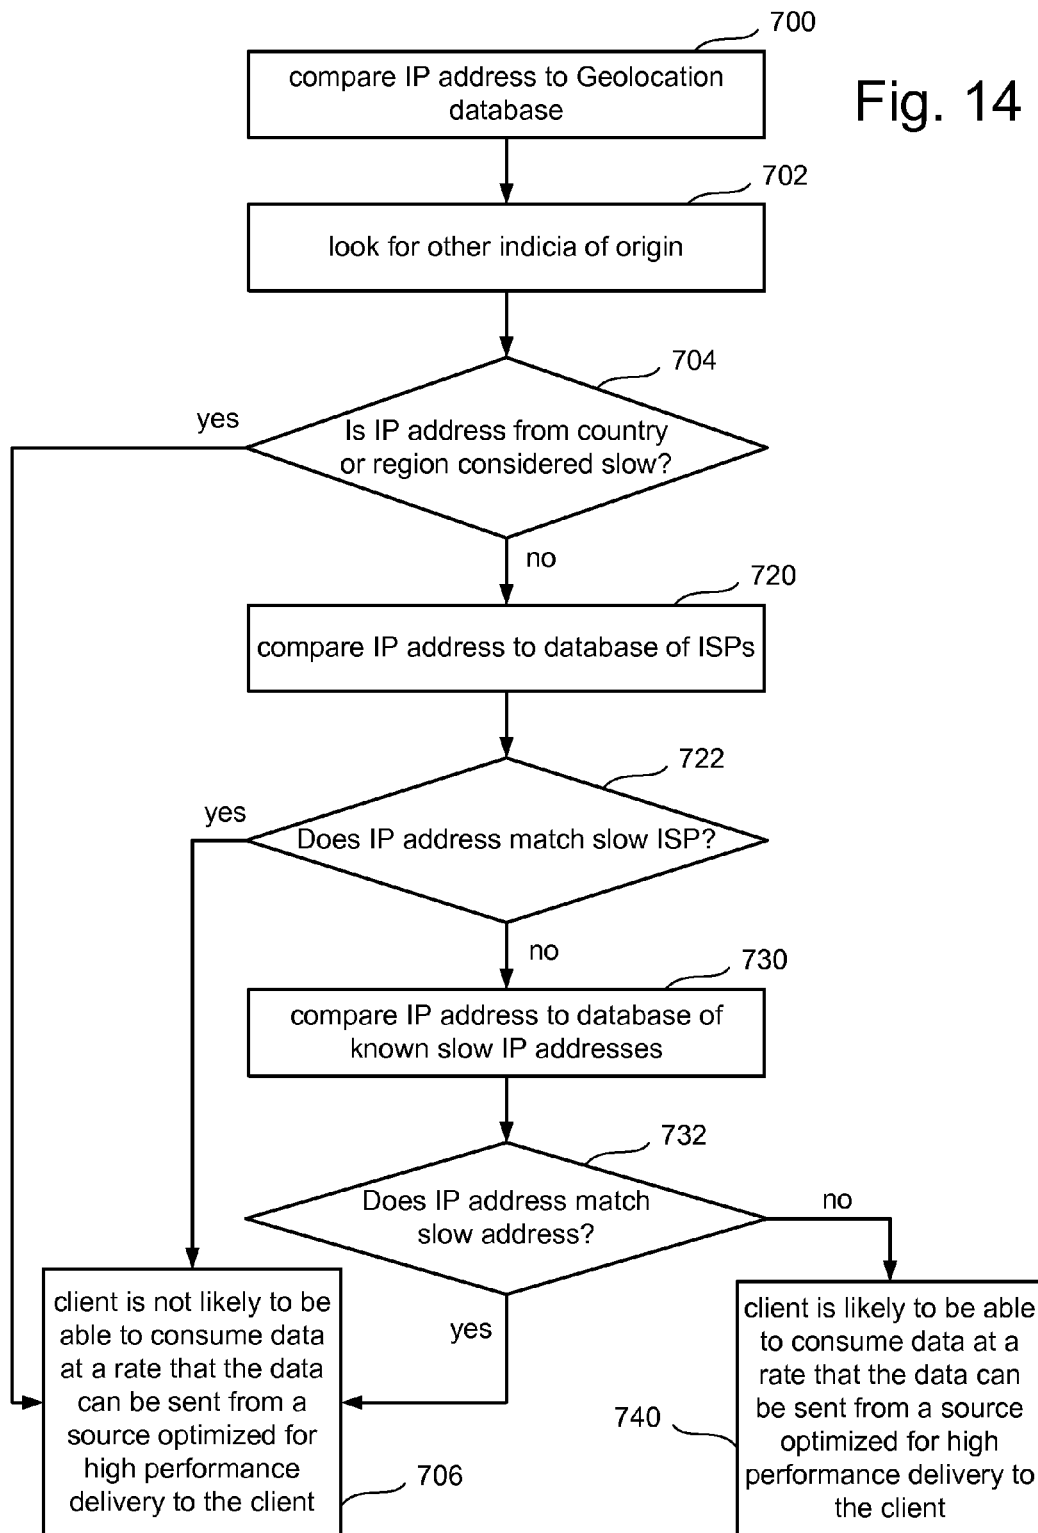 700
compare IP address to Geolocation
database
Fig. 14
702
look for other indicia of origin
704
yes
Is IP address from country
or region considered slow?
no
720
compare IP address to database of ISPs
722
yes
Does IP address match slow ISP?
no
730
compare IP address to database of
known slow IP addresses
732
Does IP address match
slow address?
no
yes
client is not likely to be
able to consume data
at a rate that the data
can be sent from a
source optimized for
high performance
delivery to the client
706
client is likely to be able
to consume data at a
rate that the data can
be sent from a source
optimized for high
performance delivery to
the client
740